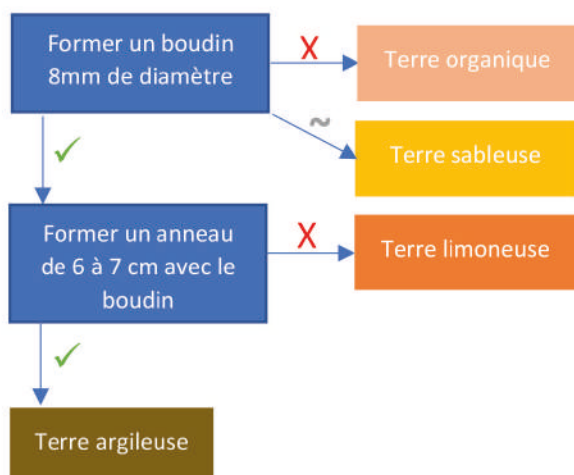 Former un boudin
8mm de diamètre
X
Terre organique
~
Terre sableuse
✓
Former un anneau
de 6 à 7 cm avec le
boudin
X
Terre limoneuse
✓
Terre argileuse